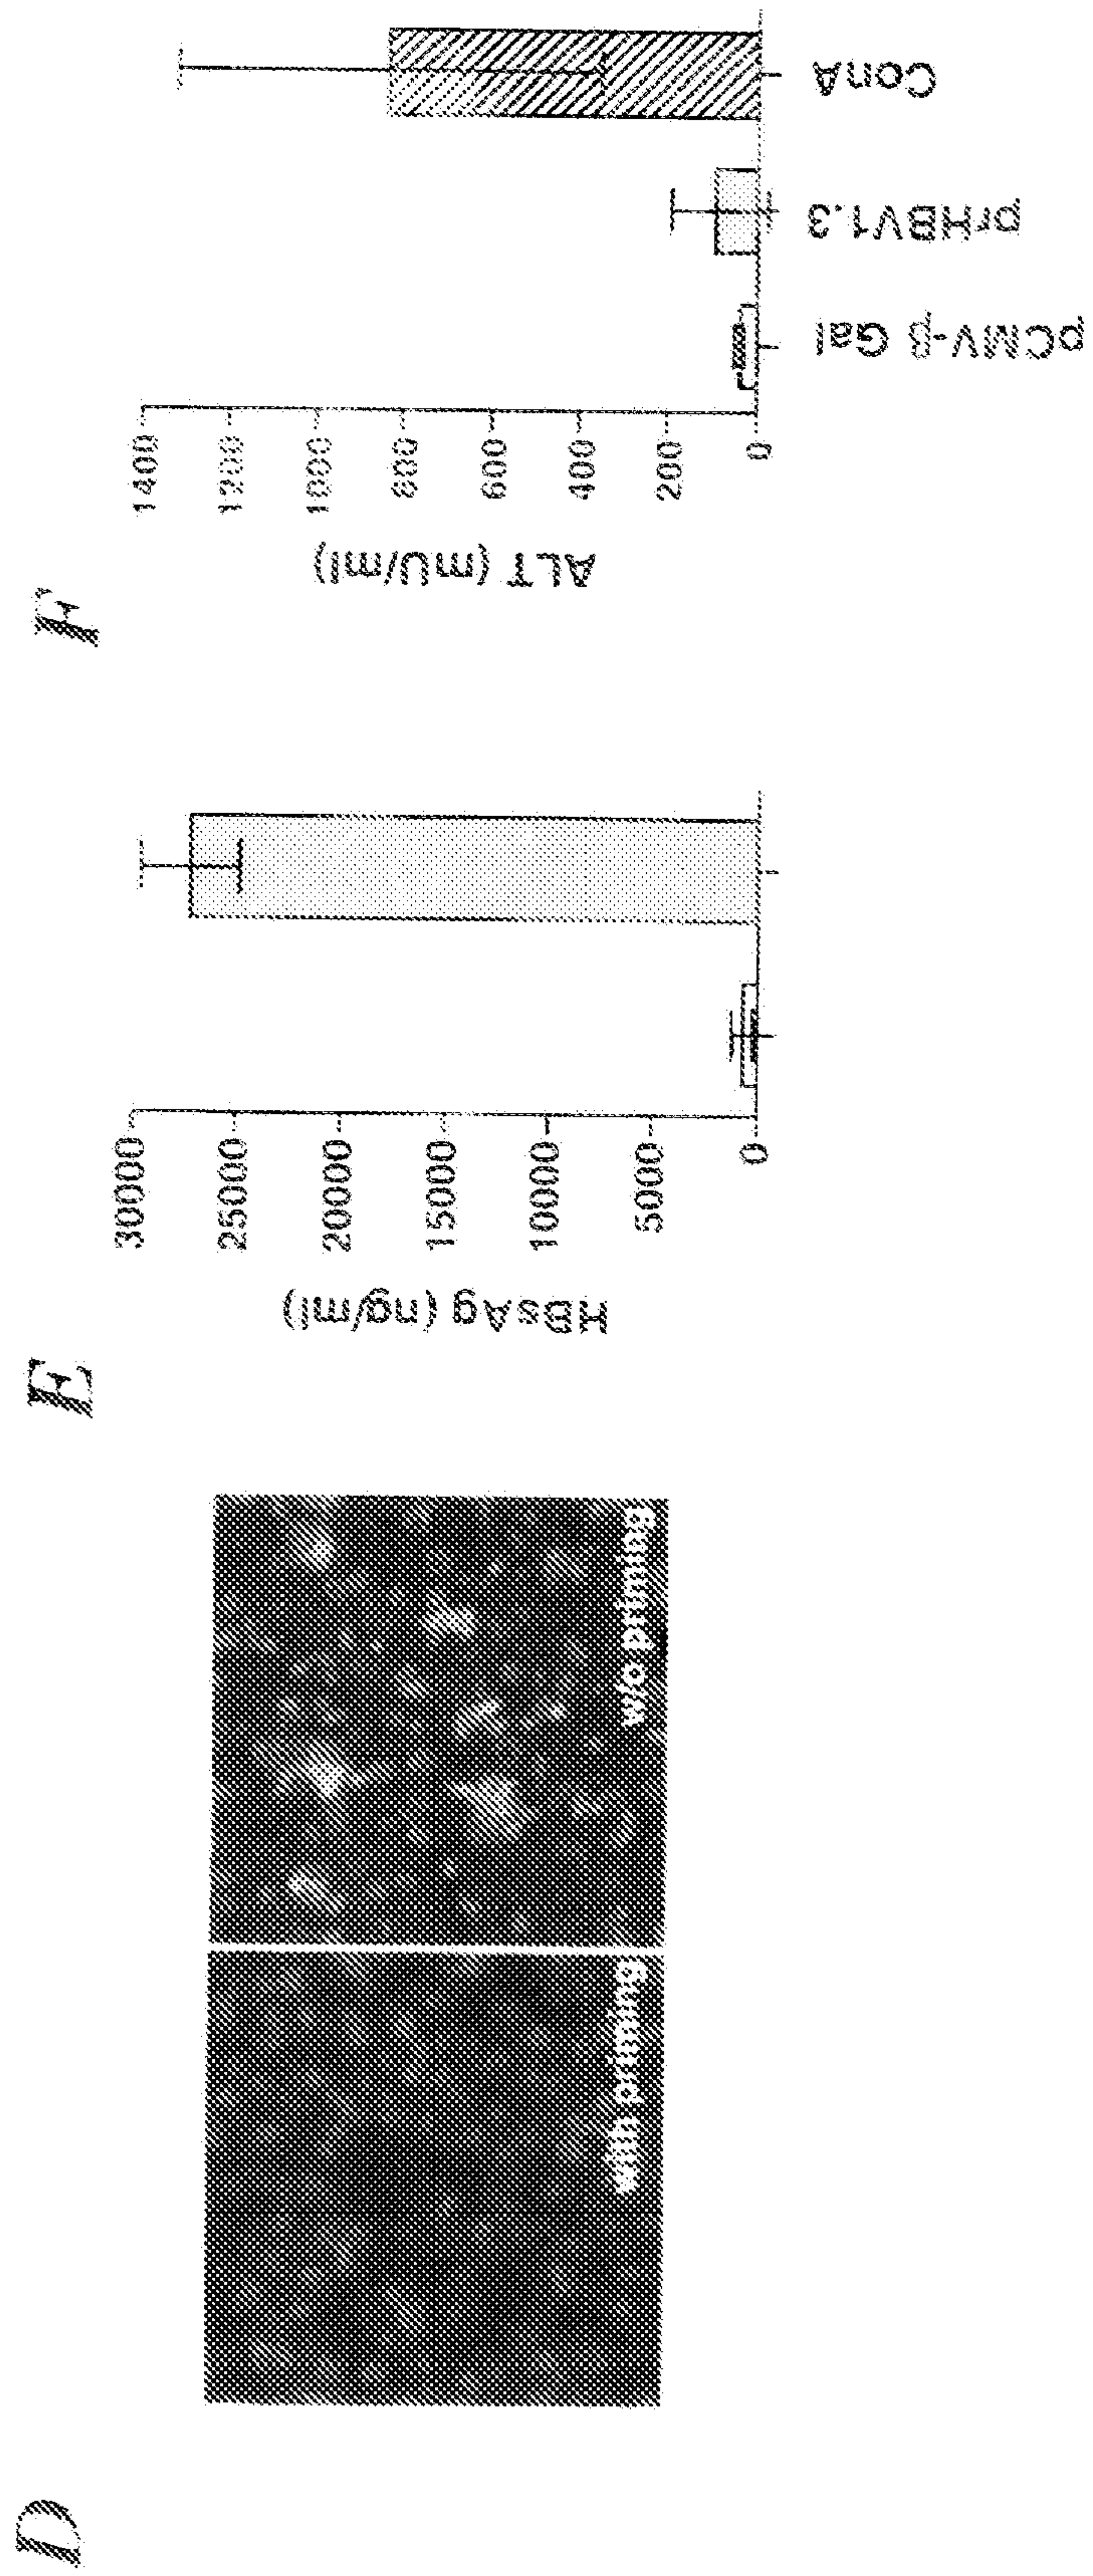 D
with priming
w/o priming
E
HBsAg (ng/ml)
30000
25000
20000
15000
10000
5000
0
F
ALT (mU/ml)
1400
1200
1000
800
600
400
200
0
pCMV-β Gal
prHBV1.3
ConA